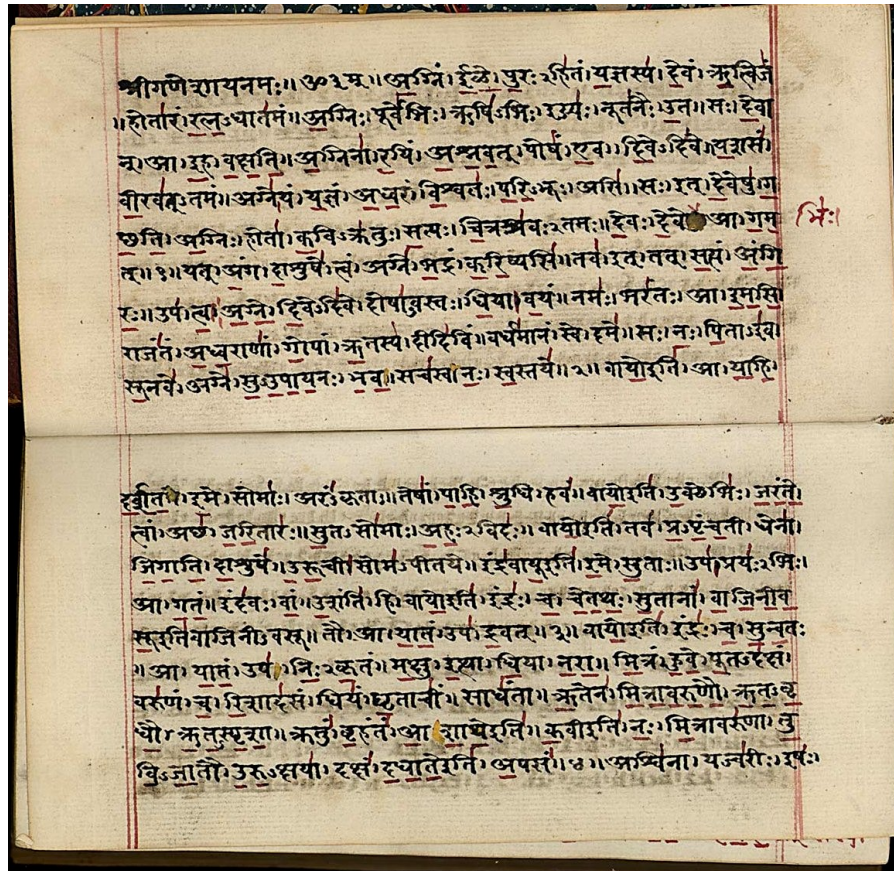 श्रीगणेशायनमः॥ॐ३म्॥अग्निं।ईळे।पुरःऽहितं।यज्ञस्य।देवं।ऋत्विजं
॥होतारं।रत्नऽधातमं॥अग्निः।पूर्वेभिः।ऋषिऽभिः।ईड्यः।नूतनैः।उत॥सः।देवा
न्।आ।इह।वक्षति॥अग्निना।रयिं।अश्नवत्।पोषं।एव।दिवेऽदिवे॥यशसं
वीरवत्ऽतमं॥अग्ने।यं।यज्ञं।अध्वरं।विश्वतः।परिऽभूः।असि॥सः।इत्।देवेषु।ग
छति।अग्निः।होता।कविऽक्रतुः।सत्यः।चित्रश्रवःऽतमः॥देवः।देवे।आ।गम
भिः।
त्॥१॥यत्।अंग।दाशुषे।त्वं।अग्ने।भद्रं।करिष्यसि॥तव।इत्।तत्।सत्यं।अंगि
रः॥उप।त्वा।अग्ने।दिवेऽदिवे।दोषाऽवस्तः।धिया।वयं॥नमः।भरंतः।आ।इमसि
राजंतं।अध्वराणां।गोपां।ऋतस्य।दीदिविं॥वर्धमानं।स्वे।दमे॥सः।नः।पिताऽइव
सूनवे।अग्ने।सुऽउपायनः।भव॥सचस्व।नः।स्वस्तये॥२॥वायोइति।आ।याहि।
दर्शत।इमे।सोमाः।अरंऽकृताः॥तेषां।पाहि।श्रुधि।हवं॥वायोइति।उक्थेभिः।जरंते।
त्वां।अछ।जरितारः॥सुतऽसोमाः।अहःऽविदः॥वायोइति।तव।प्रऽपृंचती।धेना।
जिगाति।दाशुषे॥उरूची।सोमऽपीतये॥इंद्रवायूइति।इमे।सुताः॥उप।प्रयःऽभिः।
आ।गतं॥इंदवः।वां।उशंति।हि॥वायोइति।इंद्रः।च।चेतथः।सुतानां।वाजिनीव
सूइतिवाजिनीऽवसू॥तौ।आ।यातं।उप।द्रवत्॥३॥वायोइति।इंद्रः।च।सुन्वतः
॥आ।यातं।उप।निःऽकृतं॥मक्षु।इत्था।धिया।नरा॥मित्रं।हुवे।पूतऽदक्षं।
वरुणं।च।रिशादसं॥धियं।घृताचीं।साधंता॥ऋतेन।मित्रावरुणौ।ऋतऽवृ
धौ।ऋतऽस्पृशा॥क्रतुं।बृहंतं।आशाथेइति॥कवीइति।नः।मित्रावरुणा।तु
विऽजातौ।उरुऽक्षया॥दक्षं।दधातेइति।अपसं॥४॥अश्विना।यज्वरीः।इषः।